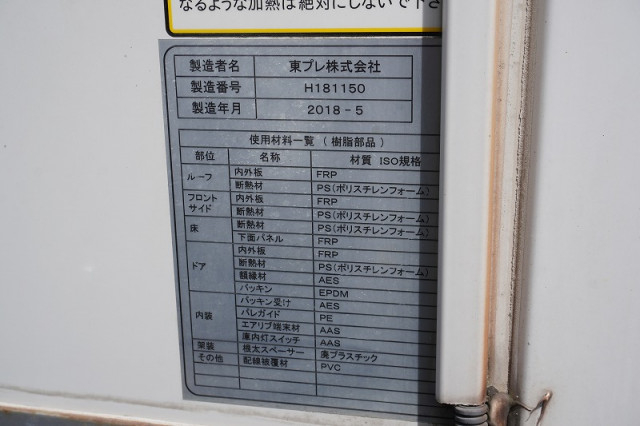 なるような加熱は絶対にしないで下さ
製造者名 東プレ株式会社
製造番号 H181150
製造年月 2018-5
使用材料一覧(樹脂部品)
部位 名称 材質 ISO規格
ルーフ 内外板 FRP
断熱材 PS(ポリスチレンフォーム)
フロント サイド 内外板 FRP
断熱材 PS(ポリスチレンフォーム)
床 断熱材 PS(ポリスチレンフォーム)
下面パネル FRP
ドア 内外板 FRP
断熱材 PS(ポリスチレンフォーム)
額縁材 AES
パッキン EPDM
パッキン受け AES
内装 パレガイド PE
エアリブ端末材 AAS
庫内灯スイッチ AAS
架装 根太スペーサー 廃プラスチック
その他 配線被覆材 PVC